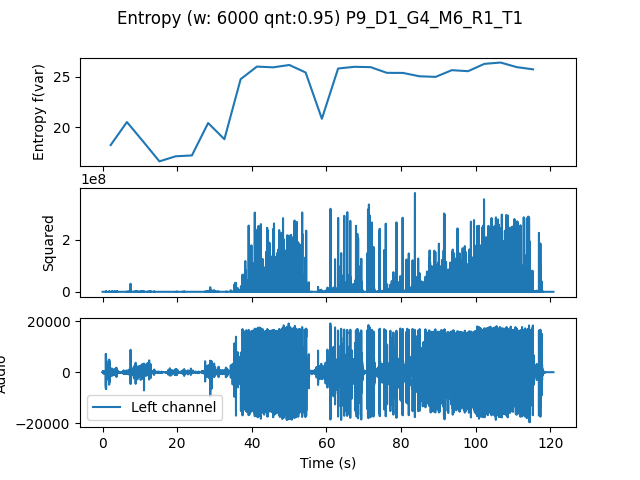 Entropy (w: 6000 qnt:0.95) P9_D1_G4_M6_R1_T1
Entropy f(var)
25
20
1e8
Squared
2
0
Audio
20000
0
−20000
Left channel
0 20 40 60 80 100 120
Time (s)